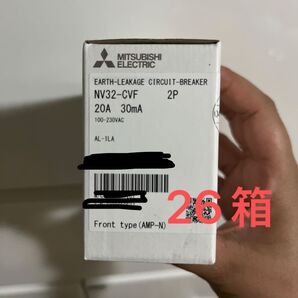 MITSUBISHI
ELECTRIC
EARTH-LEAKAGE CIRCUIT-BREAKER
NV32-CVF 2P
20A 30mA
100-230VAC
AL-1LA
26箱
Front type(AMP-N)